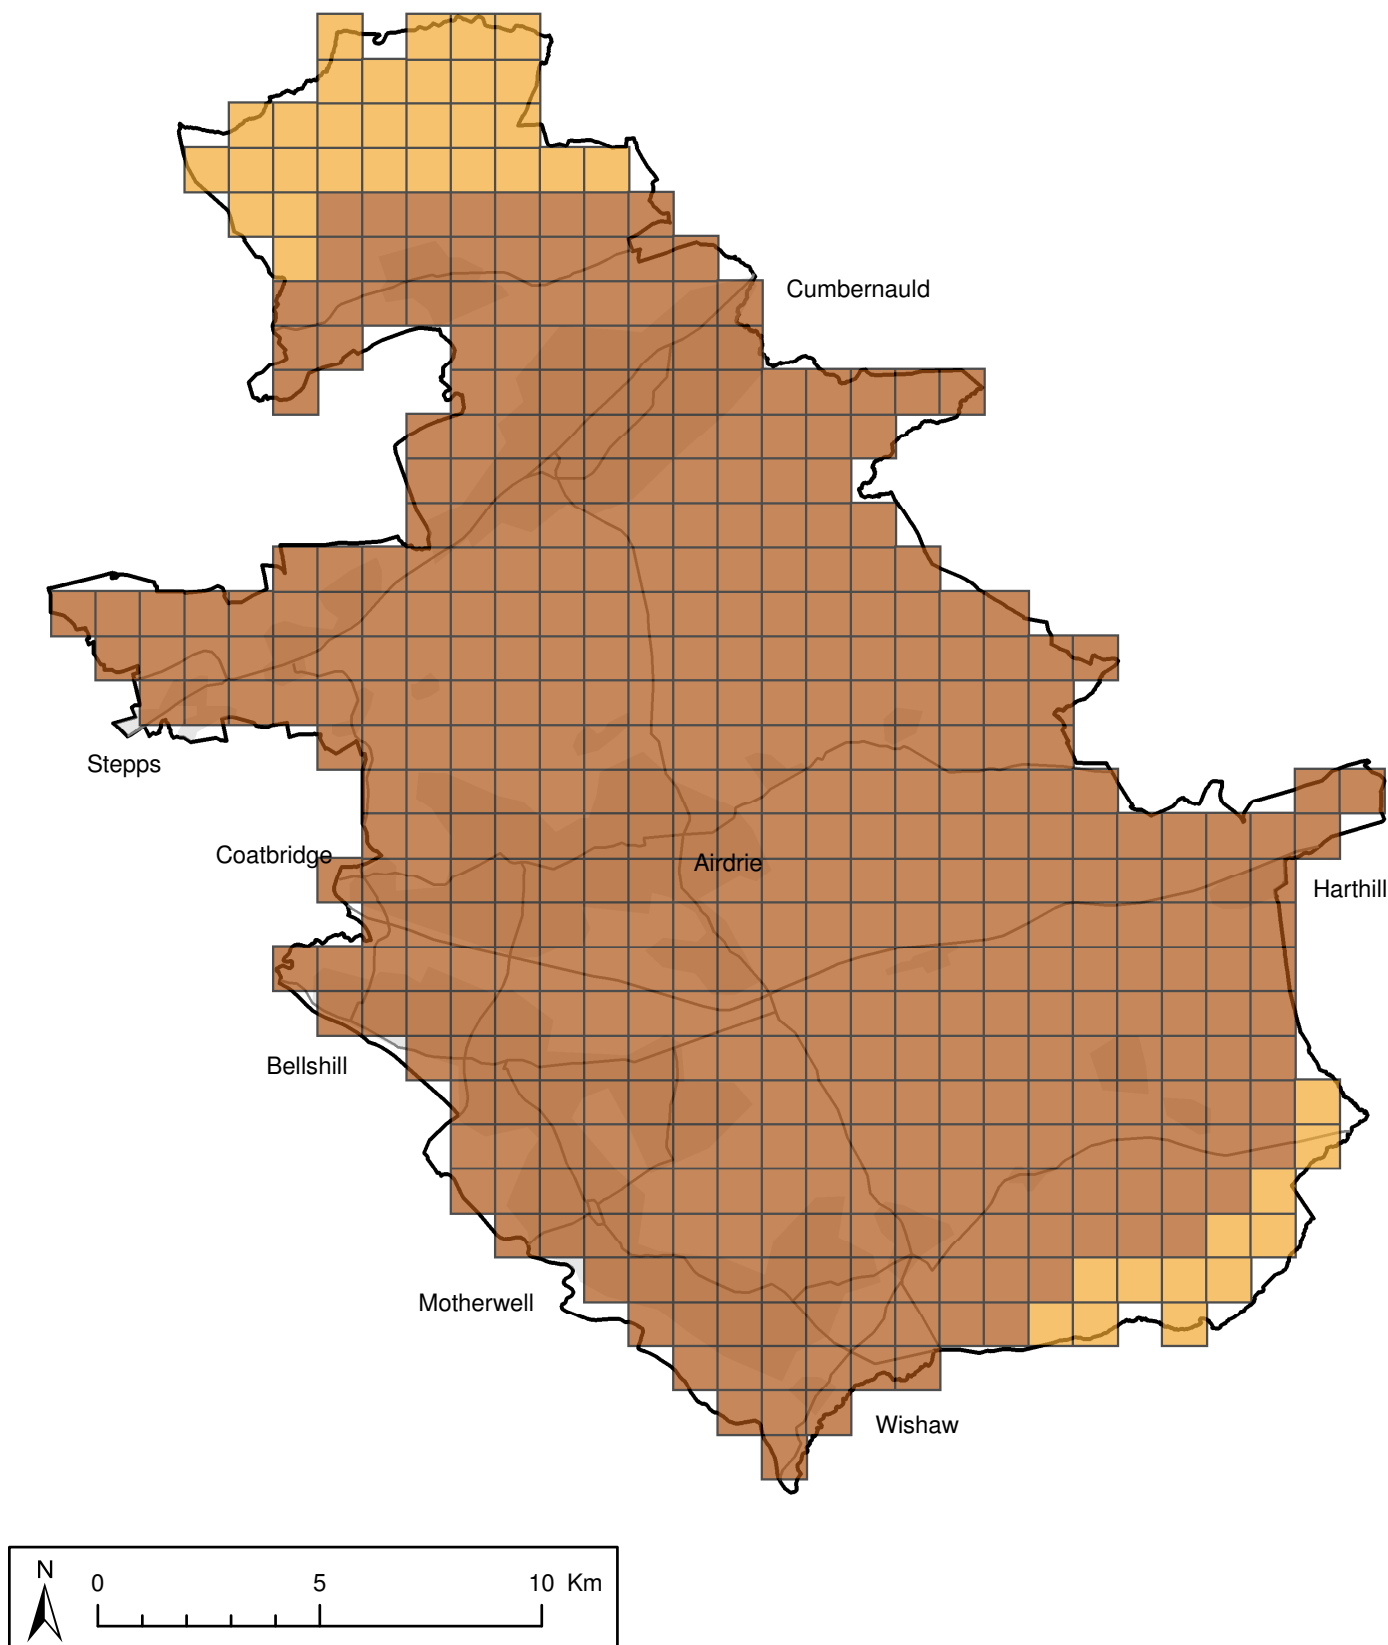 Cumbernauld
Stepps
Coatbridge
Airdrie
Harthill
Bellshill
Motherwell
Wishaw
N
0 5 10 Km